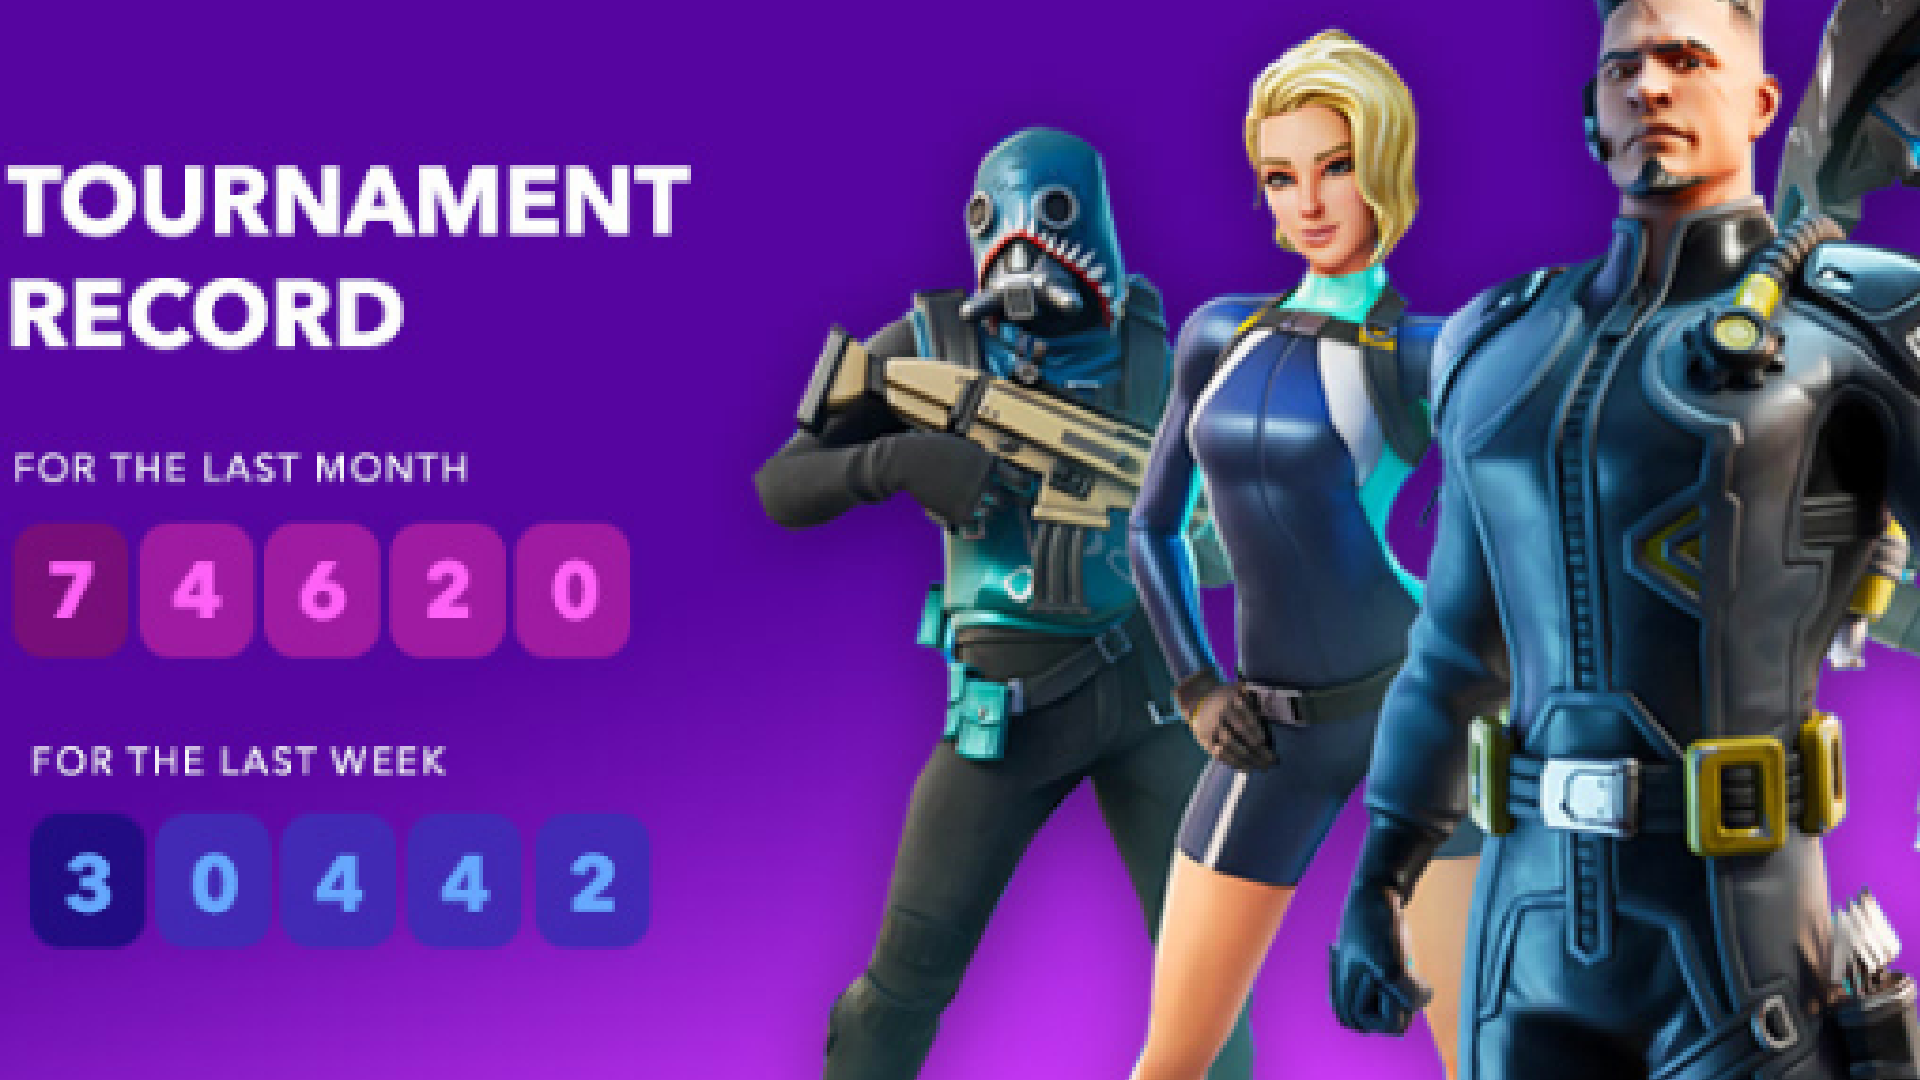 TOURNAMENT
RECORD
FOR THE LAST MONTH
7 4 6 2 0
FOR THE LAST WEEK
3 0 4 4 2